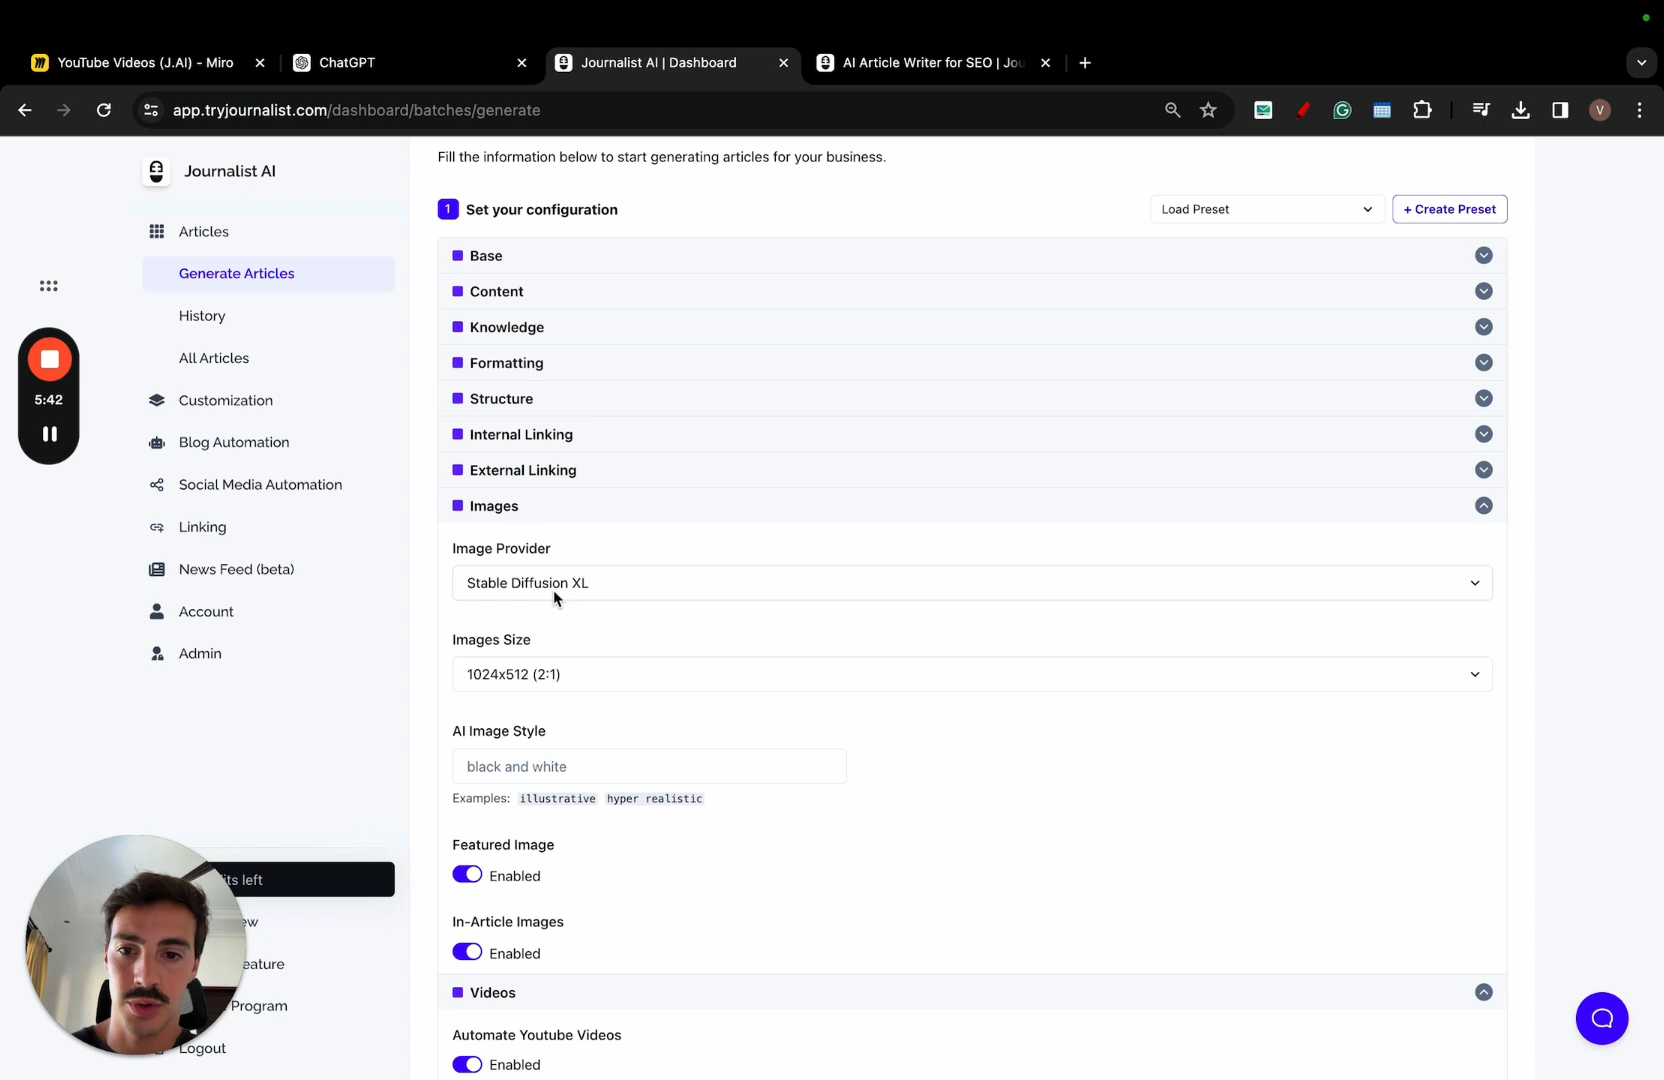 YouTube Videos (J.AI) - Miro
ChatGPT
Journalist AI | Dashboard
AI Article Writer for SEO | Jou
app.tryjournalist.com/dashboard/batches/generate
V
Journalist AI
Articles
Generate Articles
History
All Articles
Customization
Blog Automation
Social Media Automation
Linking
News Feed (beta)
Account
Admin
5:42
its left
ew
eature
Program
Logout
Fill the information below to start generating articles for your business.
1 Set your configuration
Load Preset
+ Create Preset
Base
Content
Knowledge
Formatting
Structure
Internal Linking
External Linking
Images
Image Provider
Stable Diffusion XL
Images Size
1024x512 (2:1)
AI Image Style
black and white
Examples: illustrative hyper realistic
Featured Image
Enabled
In-Article Images
Enabled
Videos
Automate Youtube Videos
Enabled